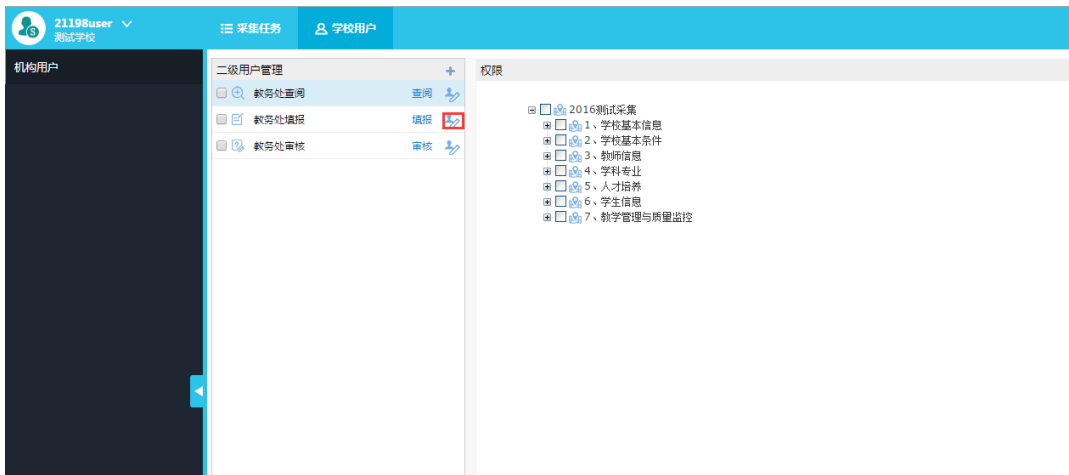 21198user
测试学校
采集任务
学校用户
机构用户
二级用户管理
+
教务处查阅 查阅
教务处填报 填报
教务处审核 审核
权限
2016测试采集
1、学校基本信息
2、学校基本条件
3、教师信息
4、学科专业
5、人才培养
6、学生信息
7、教学管理与质量监控